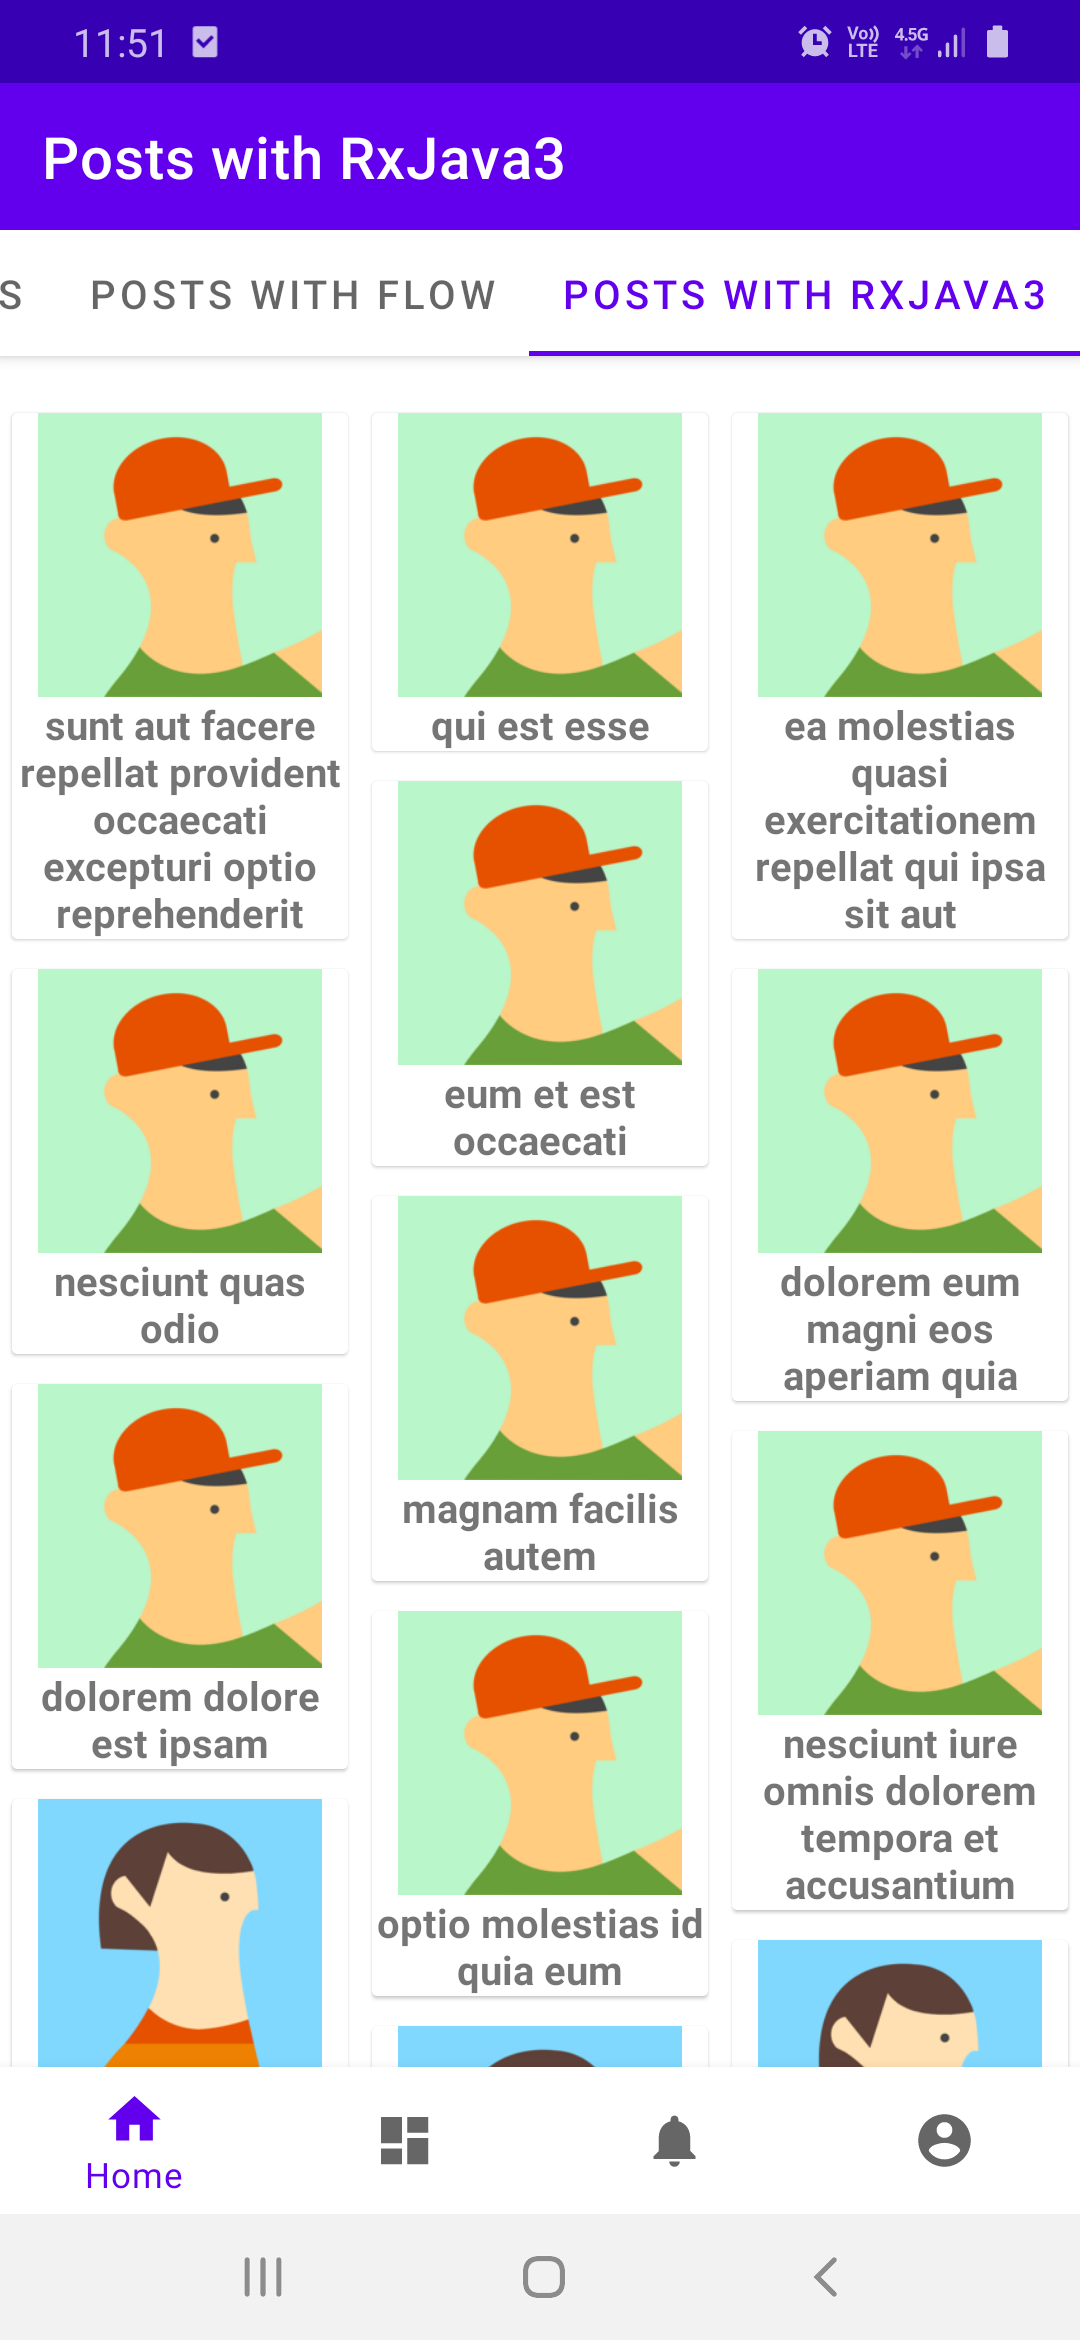 11:51
Vo))
LTE
4.5G
Posts with RxJava3
S
POSTS WITH FLOW
POSTS WITH RXJAVA3
sunt aut facere
repellat provident
occaecati
excepturi optio
reprehenderit
qui est esse
ea molestias
quasi
exercitationem
repellat qui ipsa
sit aut
nesciunt quas
odio
eum et est
occaecati
dolorem eum
magni eos
aperiam quia
dolorem dolore
est ipsam
magnam facilis
autem
nesciunt iure
omnis dolorem
tempora et
accusantium
optio molestias id
quia eum
Home